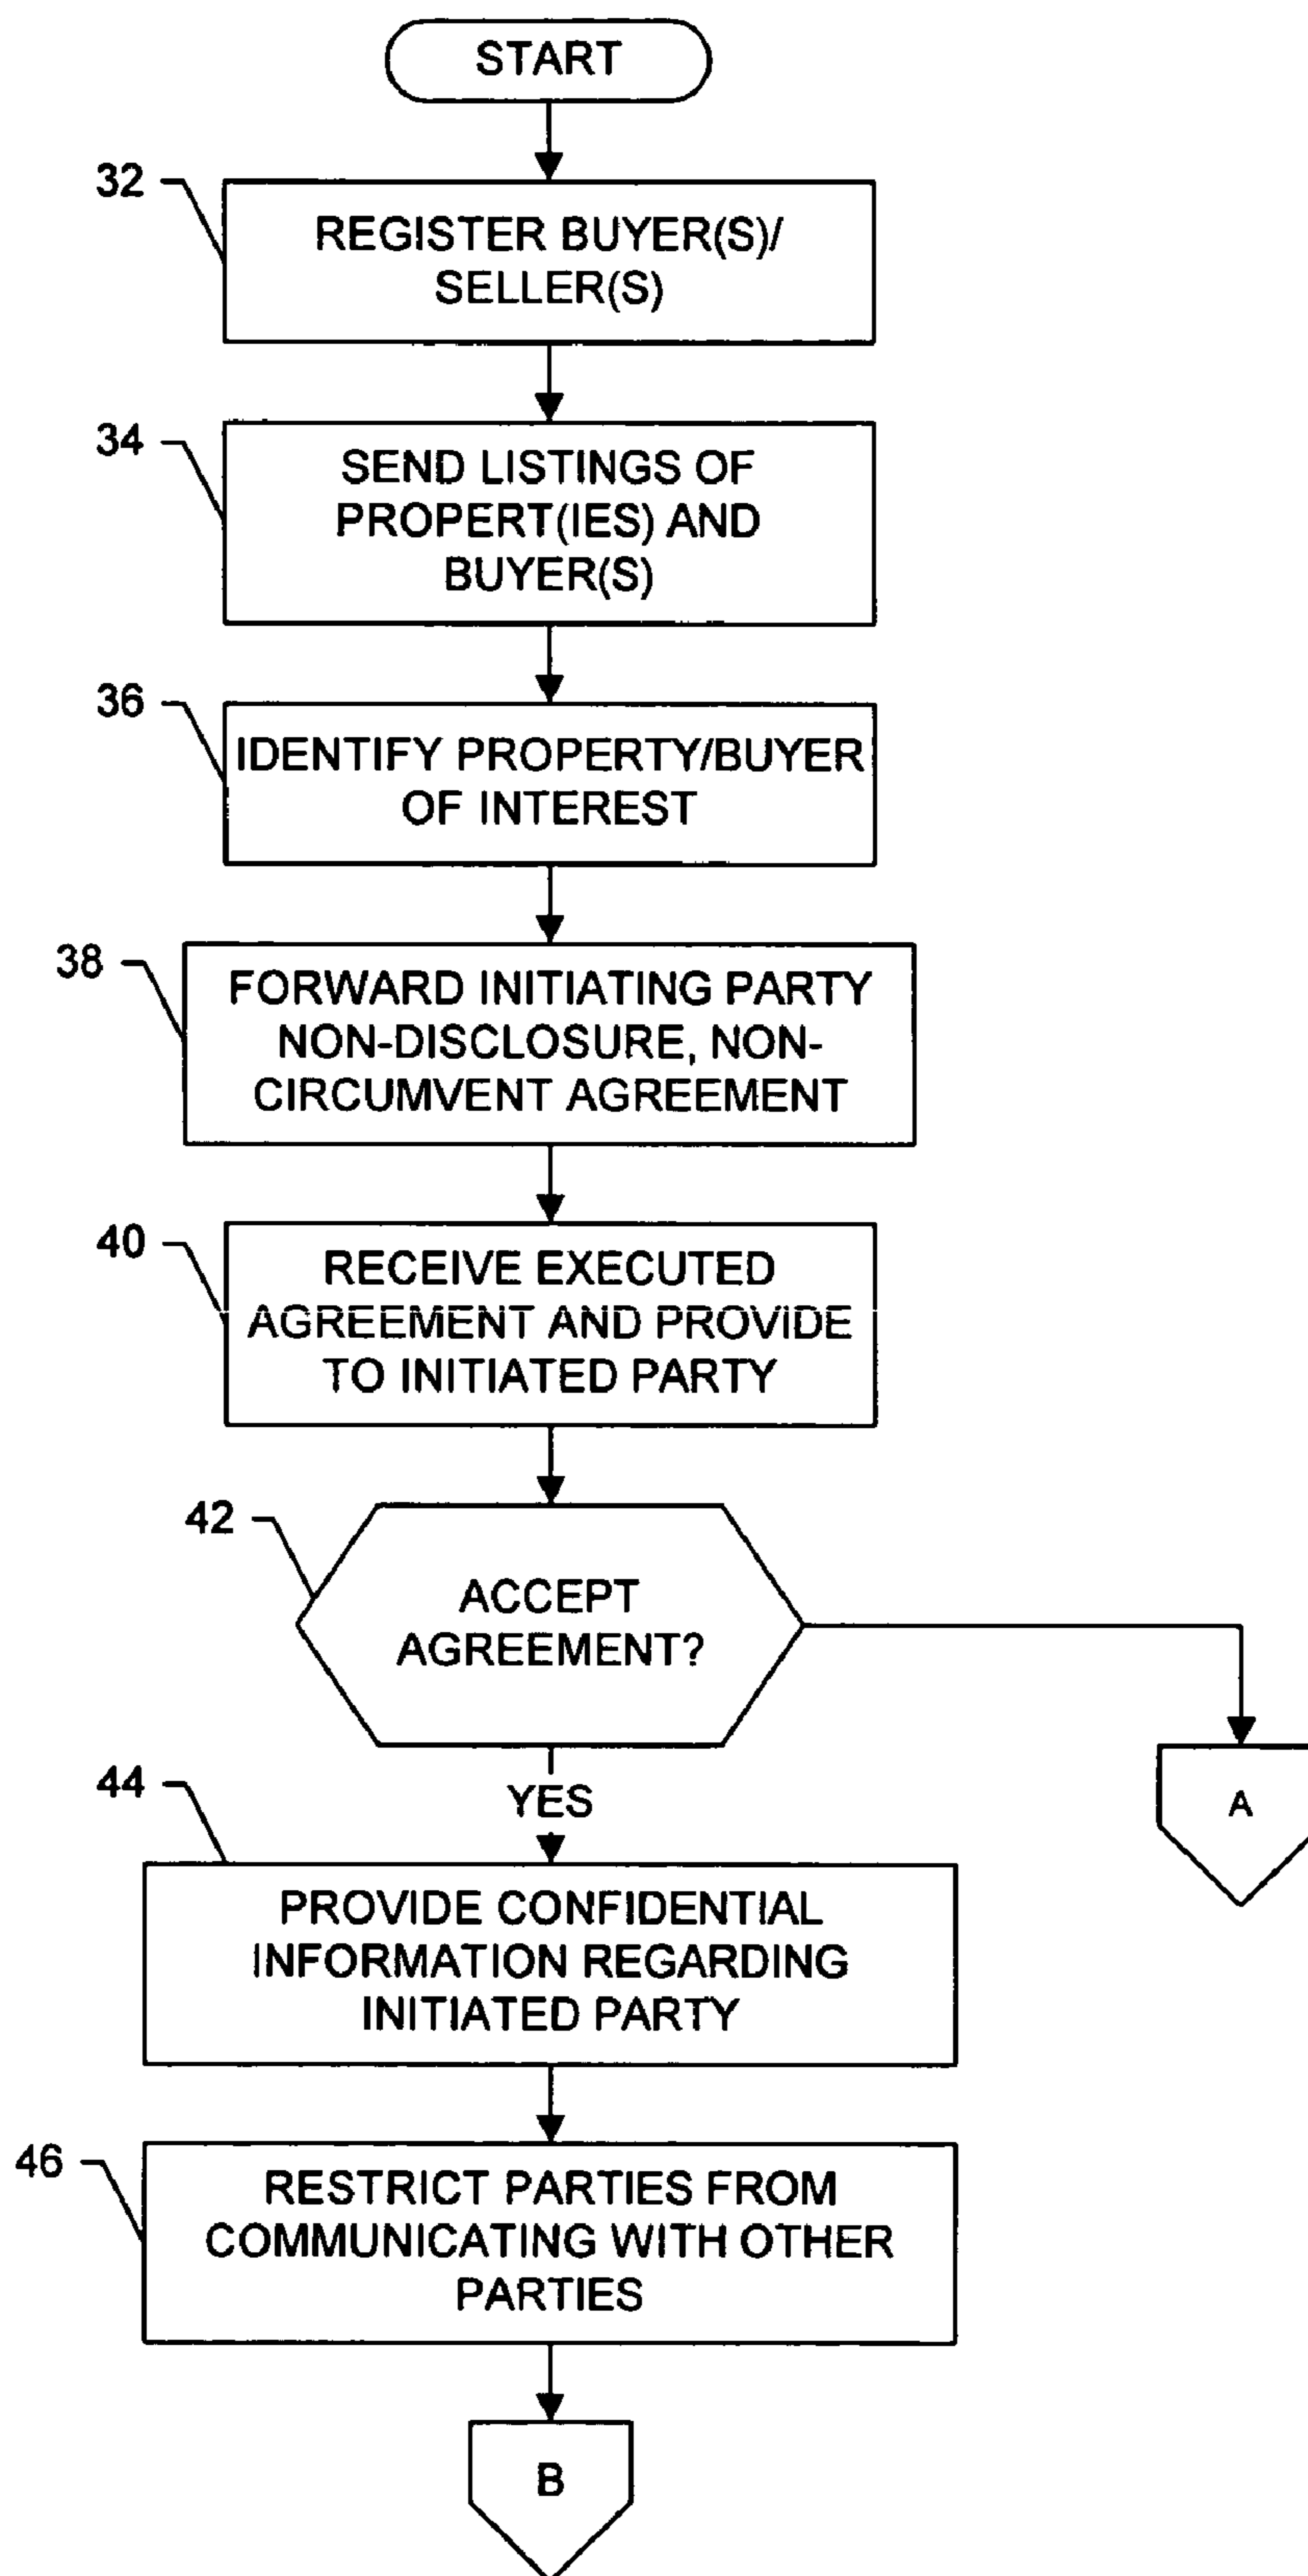 START
32
REGISTER BUYER(S)/
SELLER(S)
34
SEND LISTINGS OF
PROPERT(IES) AND
BUYER(S)
36
IDENTIFY PROPERTY/BUYER
OF INTEREST
38
FORWARD INITIATING PARTY
NON-DISCLOSURE, NON-
CIRCUMVENT AGREEMENT
40
RECEIVE EXECUTED
AGREEMENT AND PROVIDE
TO INITIATED PARTY
42
ACCEPT
AGREEMENT?
A
44
YES
PROVIDE CONFIDENTIAL
INFORMATION REGARDING
INITIATED PARTY
46
RESTRICT PARTIES FROM
COMMUNICATING WITH OTHER
PARTIES
B